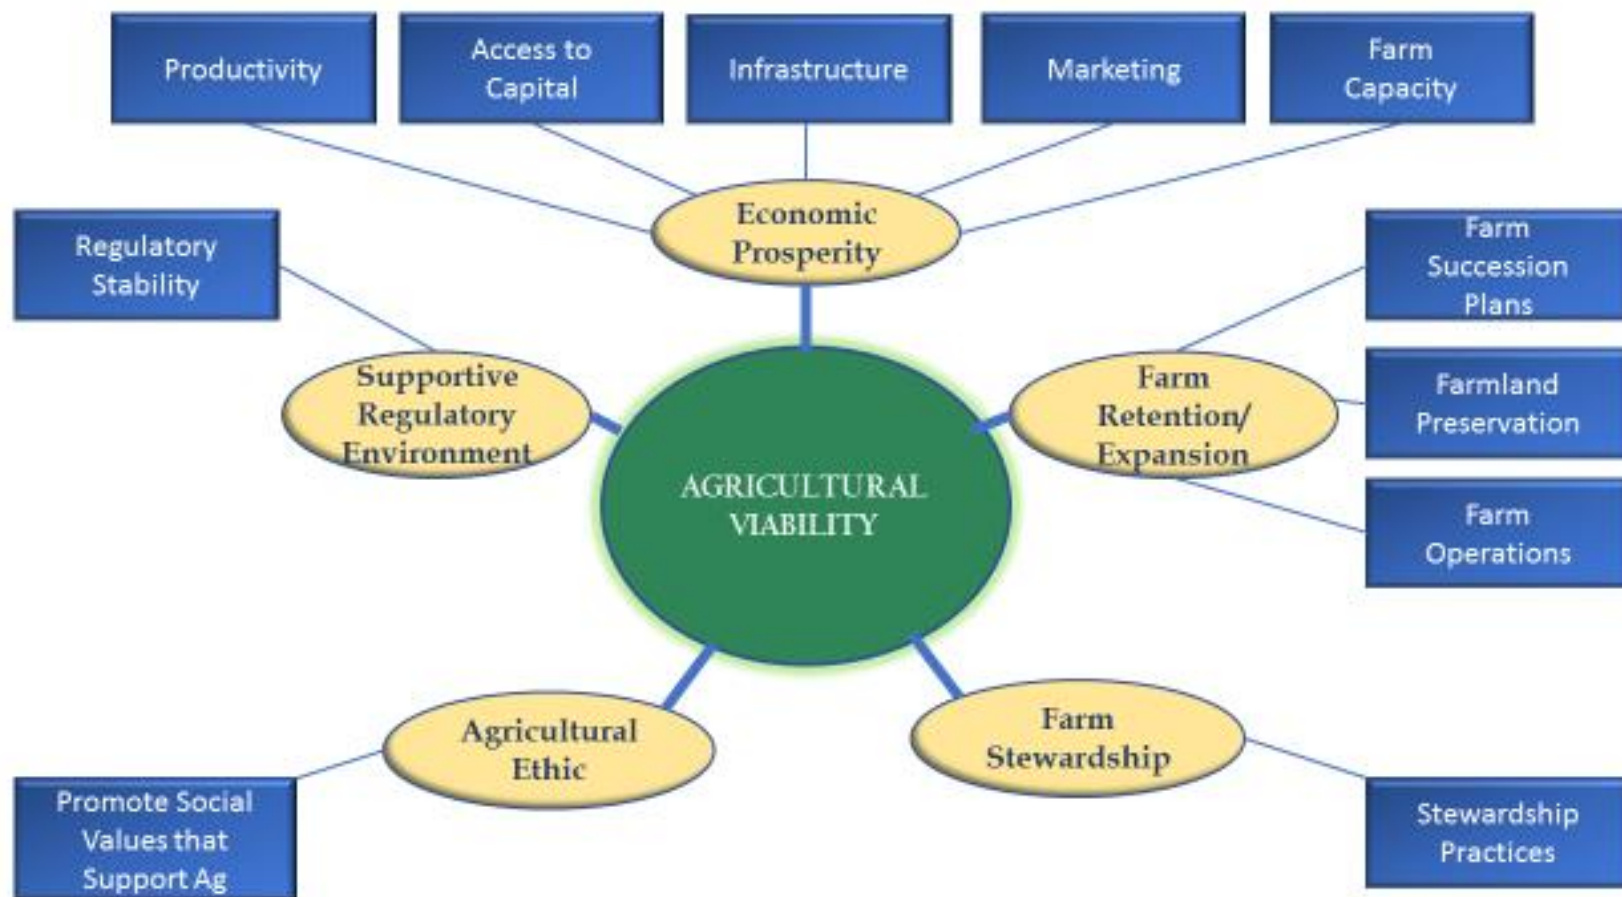 Productivity
Access to
Capital
Infrastructure
Marketing
Farm
Capacity
Economic
Prosperity
Regulatory
Stability
Farm
Succession
Plans
Supportive
Regulatory
Environment
Farm
Retention/
Expansion
Farmland
Preservation
AGRICULTURAL
VIABILITY
Farm
Operations
Agricultural
Ethic
Farm
Stewardship
Promote Social
Values that
Support Ag
Stewardship
Practices